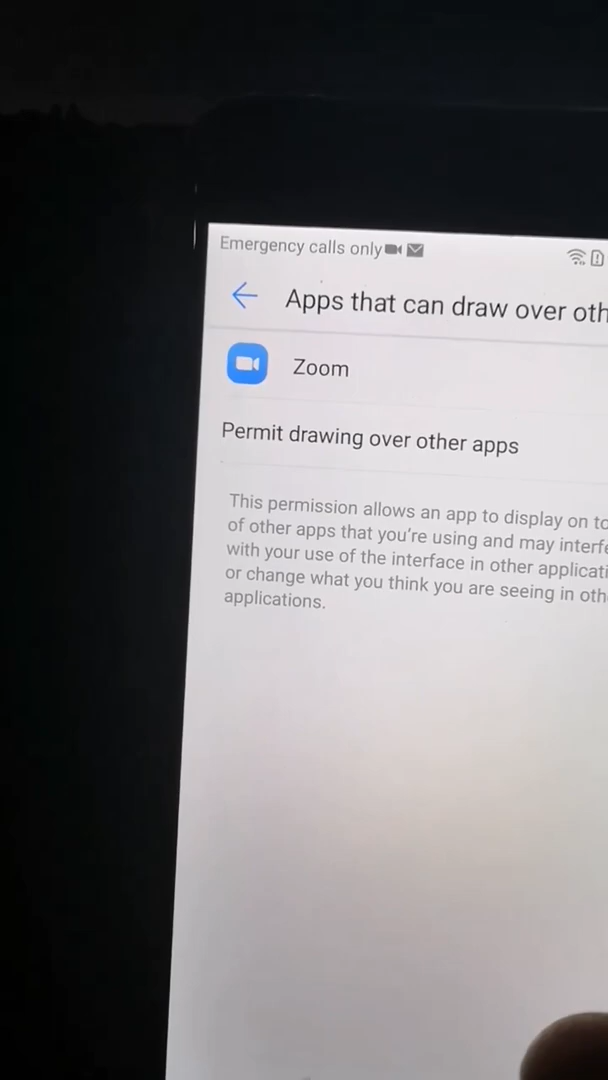 Emergency calls only
Apps that can draw over oth
Zoom
Permit drawing over other apps
This permission allows an app to display on to
of other apps that you're using and may interfe
with your use of the interface in other applicati
or change what you think you are seeing in oth
applications.